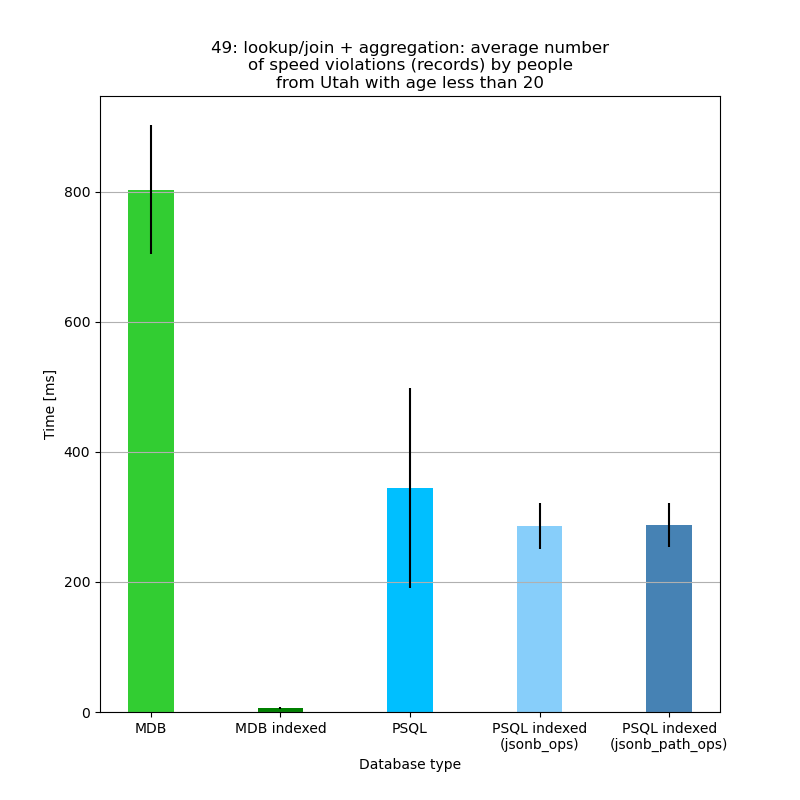 49: lookup/join + aggregation: average number
of speed violations (records) by people
from Utah with age less than 20
800
600
400
200
0
Time [ms]
MDB
MDB indexed
PSQL
PSQL indexed
(jsonb_ops)
PSQL indexed
(jsonb_path_ops)
Database type